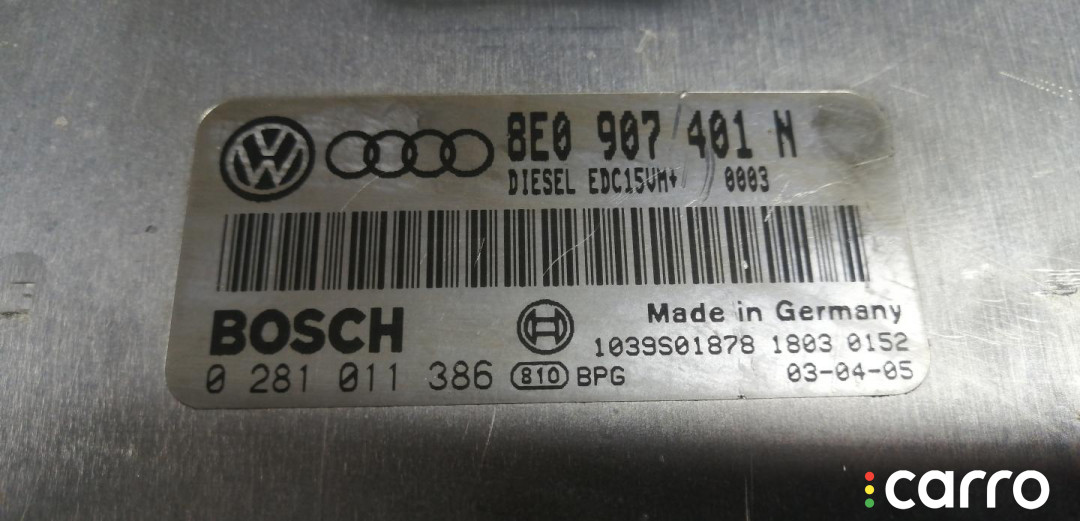 8E0 907 401 N
DIESEL EDC15VM+ 0003
BOSCH
Made in Germany
1039S01878 1803 0152
0 281 011 386 810 BPG 03-04-05
carro